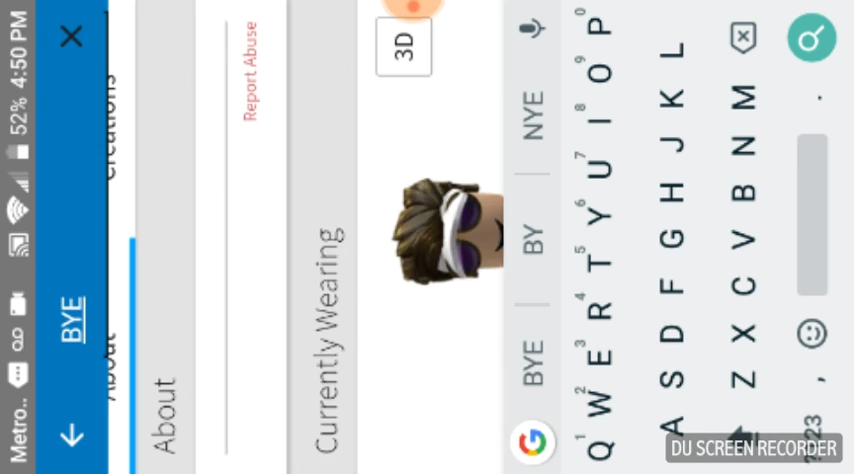 Metro.. 52% 4:50 PM
BYE
About Creations
About
Report Abuse
Currently Wearing
3D
BYE BY NYE
1 2 3 4 5 6 7 8 9 0
Q W E R T Y U I O P
A S D F G H J K L
Z X C V B N M
?123 , .
DU SCREEN RECORDER